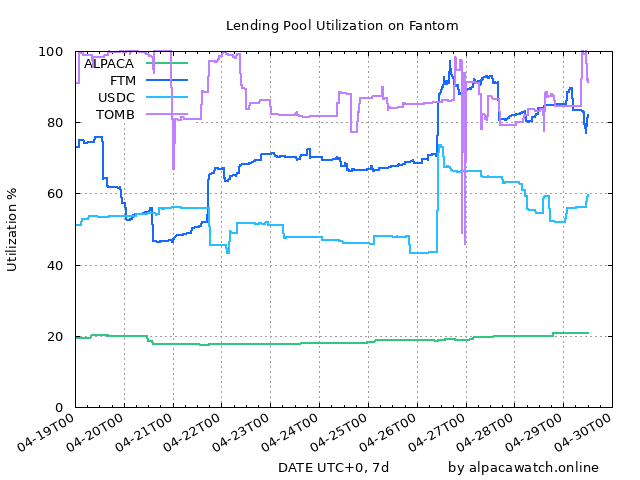 Lending Pool Utilization on Fantom
Utilization %
100
80
60
40
20
0
ALPACA
FTM
USDC
TOMB
04-19T00
04-20T00
04-21T00
04-22T00
04-23T00
04-24T00
04-25T00
04-26T00
04-27T00
04-28T00
04-29T00
04-30T00
DATE UTC+0, 7d
by alpacawatch.online